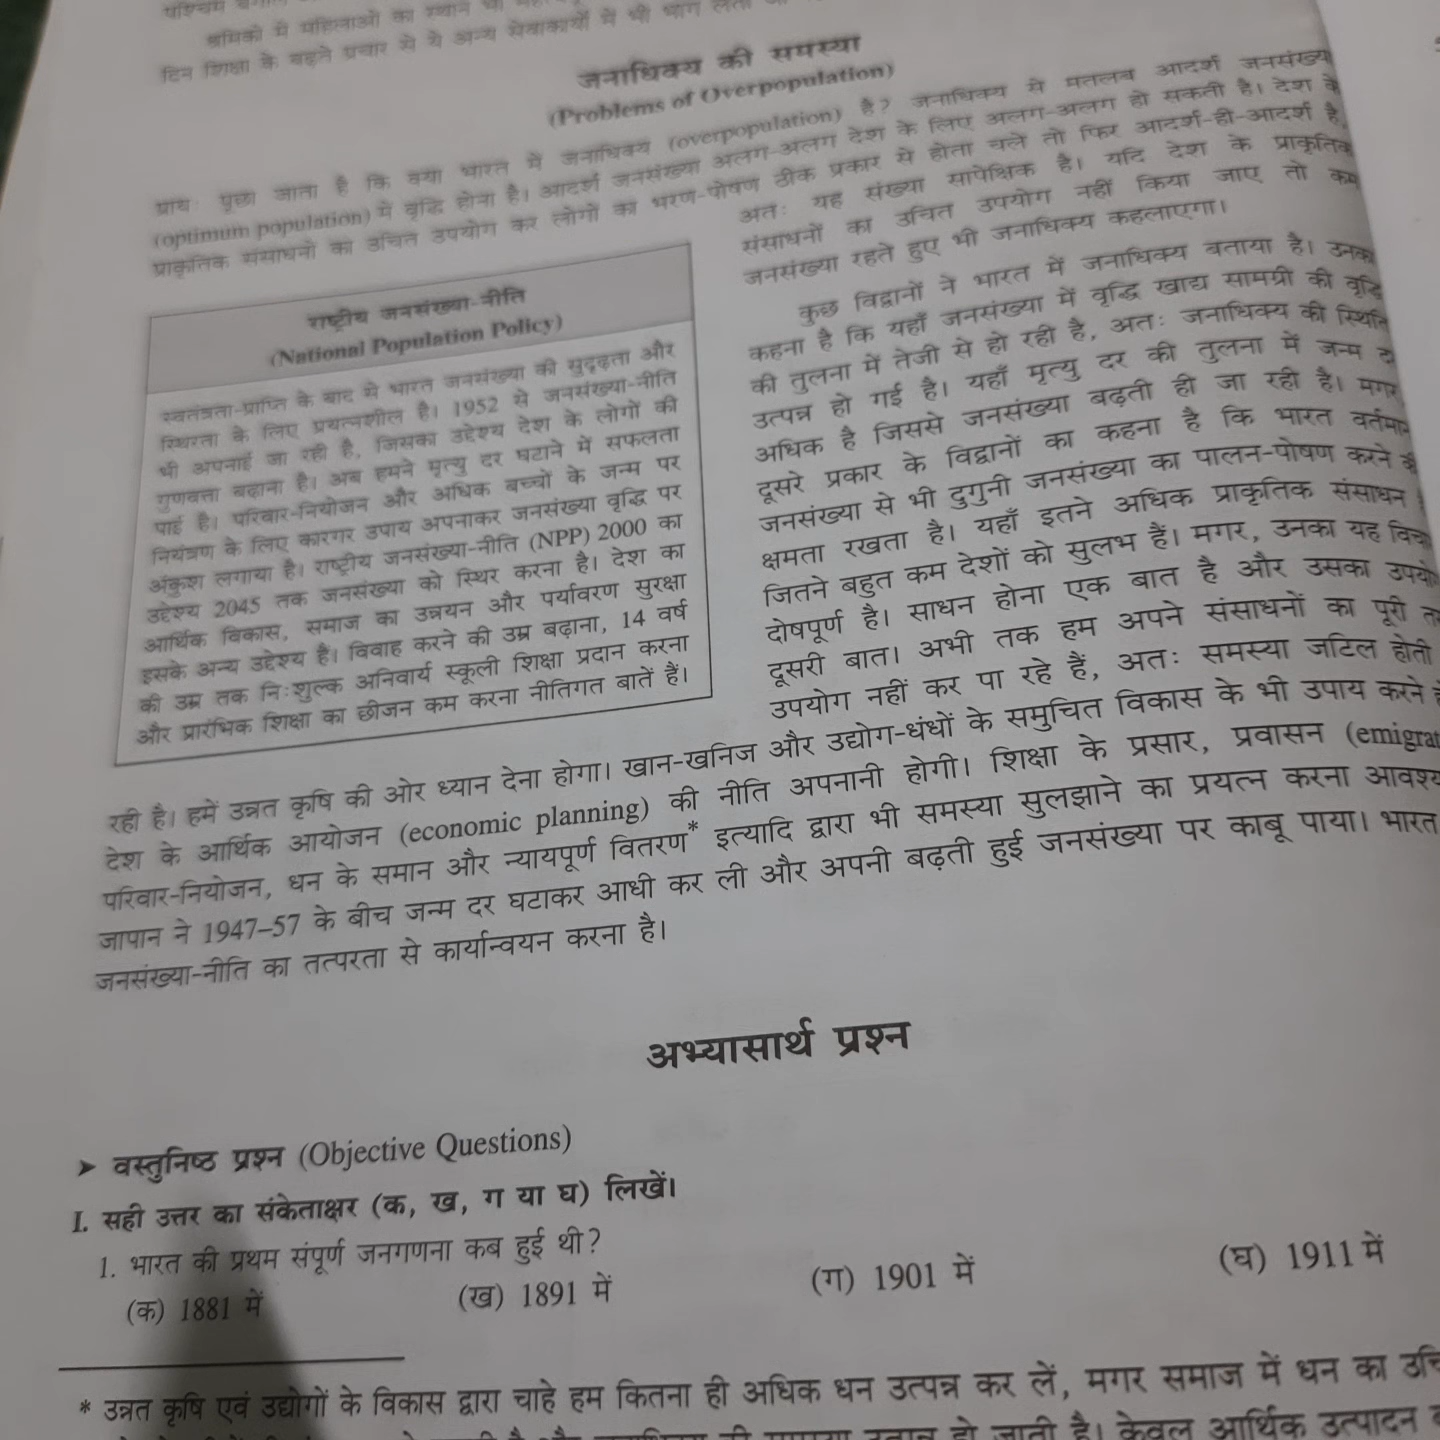 श्रमिकों में महिलाओं का स्थान भी
दिन शिक्षा के बढ़ते प्रचार से ये अन्य सेवाकार्यों में भी भाग लेती
जनाधिक्य की समस्या
(Problems of Overpopulation)
प्रायः पूछा जाता है कि क्या भारत में जनाधिक्य (overpopulation) है? जनाधिक्य से मतलब आदर्श जनसंख्या
(optimum population) में वृद्धि होना है। आदर्श जनसंख्या अलग-अलग देश के लिए अलग-अलग हो सकती है। देश के
प्राकृतिक संसाधनों का उचित उपयोग कर लोगों का भरण-पोषण ठीक प्रकार से होता चले तो फिर आदर्श-ही-आदर्श है,
अतः यह संख्या सापेक्षिक है। यदि देश के प्राकृतिक
संसाधनों का उचित उपयोग नहीं किया जाए तो कम
जनसंख्या रहते हुए भी जनाधिक्य कहलाएगा।
राष्ट्रीय जनसंख्या-नीति
(National Population Policy)
स्वतंत्रता-प्राप्ति के बाद से भारत जनसंख्या की सुदृढ़ता और
स्थिरता के लिए प्रयत्नशील है। 1952 से जनसंख्या-नीति
भी अपनाई जा रही है, जिसका उद्देश्य देश के लोगों की
गुणवत्ता बढ़ाना है। अब हमने मृत्यु दर घटाने में सफलता
पाई है। परिवार-नियोजन और अधिक बच्चों के जन्म पर
नियंत्रण के लिए कारगर उपाय अपनाकर जनसंख्या वृद्धि पर
अंकुश लगाया है। राष्ट्रीय जनसंख्या-नीति (NPP) 2000 का
उद्देश्य 2045 तक जनसंख्या को स्थिर करना है। देश का
आर्थिक विकास, समाज का उन्नयन और पर्यावरण सुरक्षा
इसके अन्य उद्देश्य हैं। विवाह करने की उम्र बढ़ाना, 14 वर्ष
की उम्र तक निःशुल्क अनिवार्य स्कूली शिक्षा प्रदान करना
और प्रारंभिक शिक्षा का छीजन कम करना नीतिगत बातें हैं।
कुछ विद्वानों ने भारत में जनाधिक्य बताया है। उनका
कहना है कि यहाँ जनसंख्या में वृद्धि खाद्य सामग्री की वृद्धि
की तुलना में तेजी से हो रही है, अतः जनाधिक्य की स्थिति
उत्पन्न हो गई है। यहाँ मृत्यु दर की तुलना में जन्म
अधिक है जिससे जनसंख्या बढ़ती ही जा रही है। मगर
दूसरे प्रकार के विद्वानों का कहना है कि भारत वर्तमान
जनसंख्या से भी दुगुनी जनसंख्या का पालन-पोषण करने की
क्षमता रखता है। यहाँ इतने अधिक प्राकृतिक संसाधन
जितने बहुत कम देशों को सुलभ हैं। मगर, उनका यह
दोषपूर्ण है। साधन होना एक बात है और उसका
दूसरी बात। अभी तक हम अपने संसाधनों का पूरी
उपयोग नहीं कर पा रहे हैं, अतः समस्या जटिल होती
रही है। हमें उन्नत कृषि की ओर ध्यान देना होगा। खान-खनिज और उद्योग-धंधों के समुचित विकास के भी उपाय करने
देश के आर्थिक आयोजन (economic planning) की नीति अपनानी होगी। शिक्षा के प्रसार, प्रवासन (emigrat
परिवार-नियोजन, धन के समान और न्यायपूर्ण वितरण* इत्यादि द्वारा भी समस्या सुलझाने का प्रयत्न करना आवश्य
जापान ने 1947–57 के बीच जन्म दर घटाकर आधी कर ली और अपनी बढ़ती हुई जनसंख्या पर काबू पाया। भारत
जनसंख्या-नीति का तत्परता से कार्यान्वयन करना है।
अभ्यासार्थ प्रश्न
➤ वस्तुनिष्ठ प्रश्न (Objective Questions)
I. सही उत्तर का संकेताक्षर (क, ख, ग या घ) लिखें।
1. भारत की प्रथम संपूर्ण जनगणना कब हुई थी?
(क) 1881 में (ख) 1891 में (ग) 1901 में (घ) 1911 में
* उन्नत कृषि एवं उद्योगों के विकास द्वारा चाहे हम कितना ही अधिक धन उत्पन्न कर लें, मगर समाज में धन का
हो जाती है। केवल आर्थिक उत्पादन